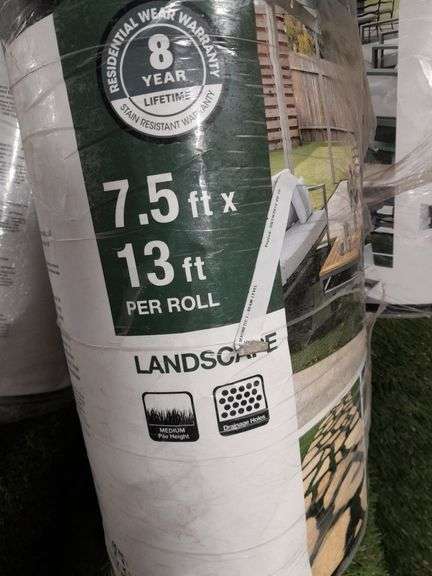 RESIDENTIAL WEAR WARRANTY
8
YEAR
LIFETIME
STAIN RESISTANT WARRANTY
7.5 ft x
13 ft
PER ROLL
LANDSCAPE
MEDIUM
Pile Height
Drainage Holes